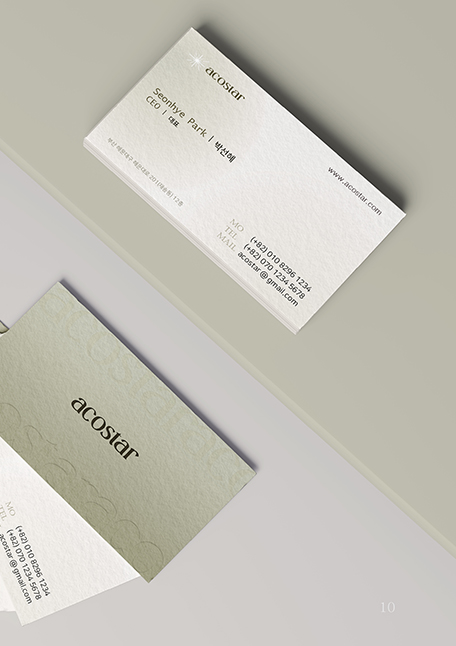 acostar
Seonhye Park | 박선혜
CEO | 대표
www.acostar.com
MO (+82) 010 8296 1234
TEL (+82) 070 1234 5678
MAIL acostar@gmail.com
acostar
MO (+82) 010 8296 1234
TEL (+82) 070 1234 5678
acostar@gmail.com
10